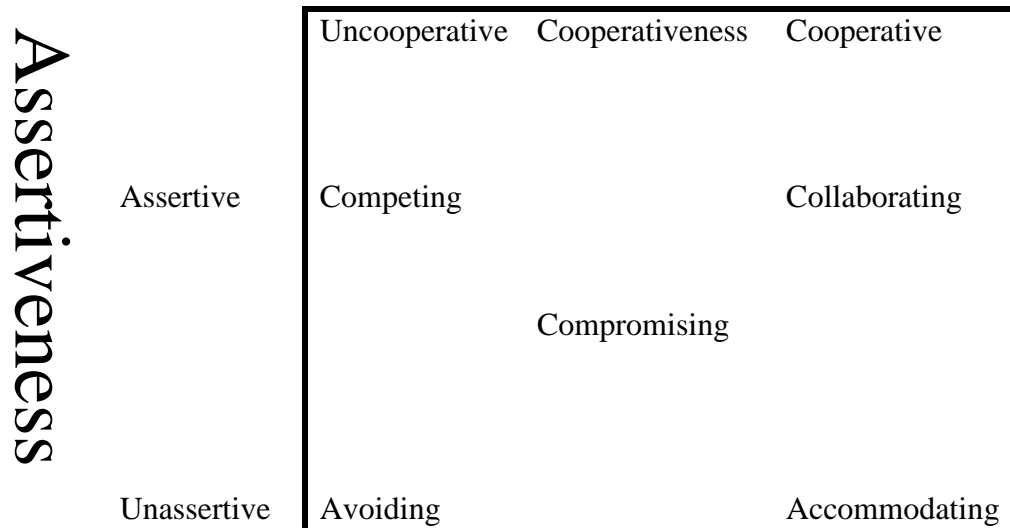 Assertiveness
Uncooperative Cooperativeness Cooperative
Assertive Competing Collaborating
Compromising
Unassertive Avoiding Accommodating